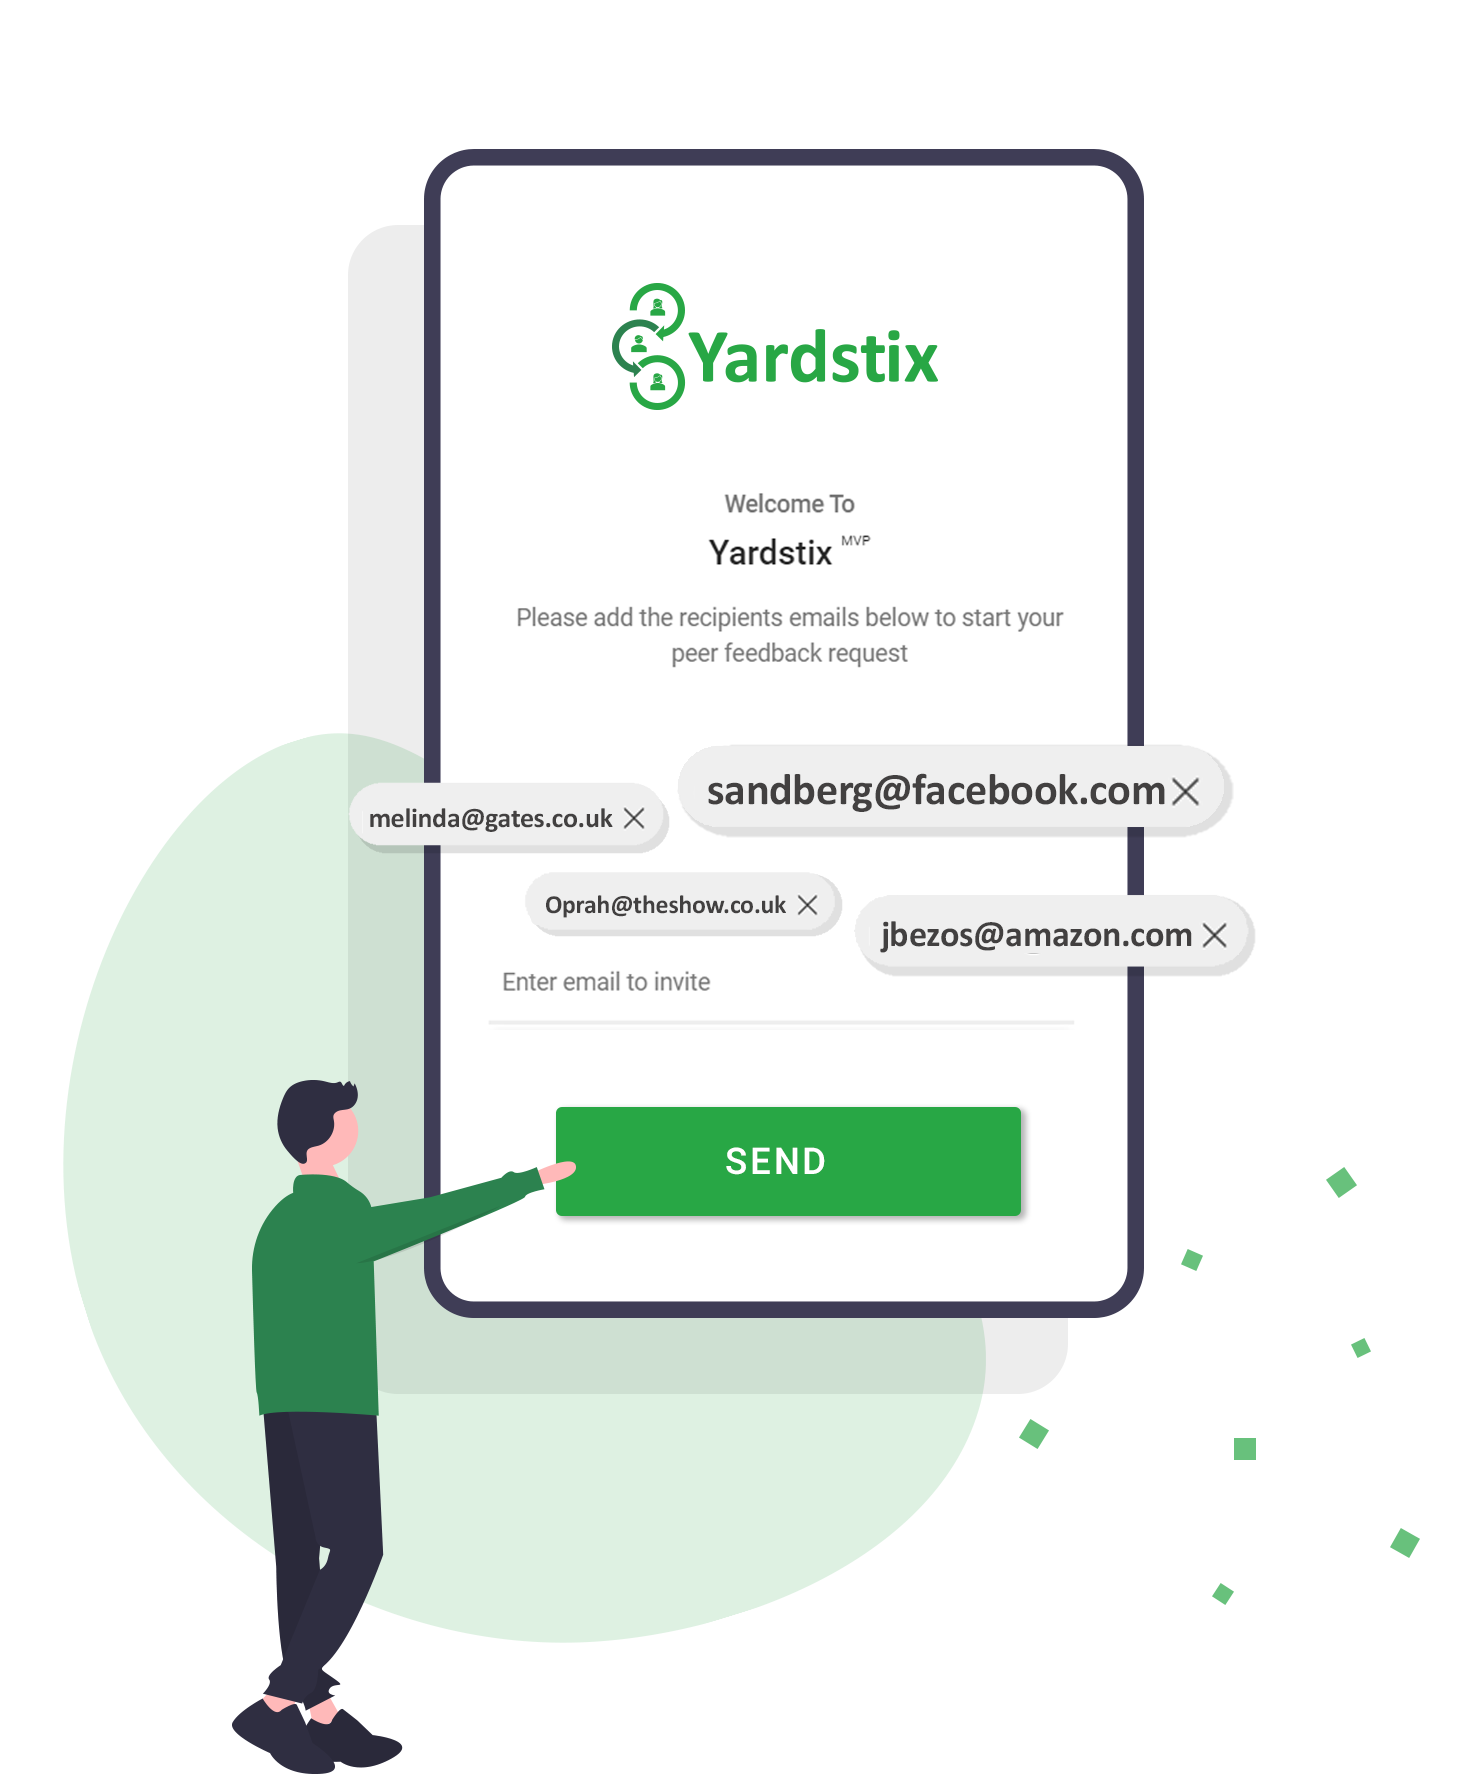 Yardstix
Welcome To
Yardstix MVP
Please add the recipients emails below to start your
peer feedback request
sandberg@facebook.com
melinda@gates.co.uk
Oprah@theshow.co.uk
jbezos@amazon.com
Enter email to invite
SEND